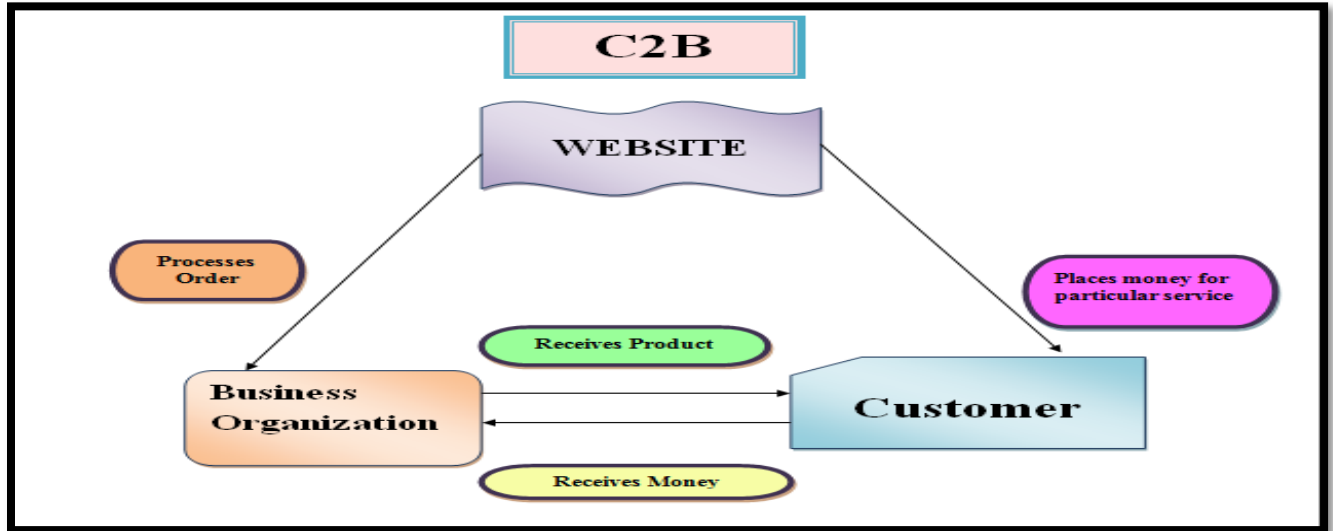 C2B
WEBSITE
Processes
Order
Places money for
particular service
Receives Product
Business
Organization
Customer
Receives Money